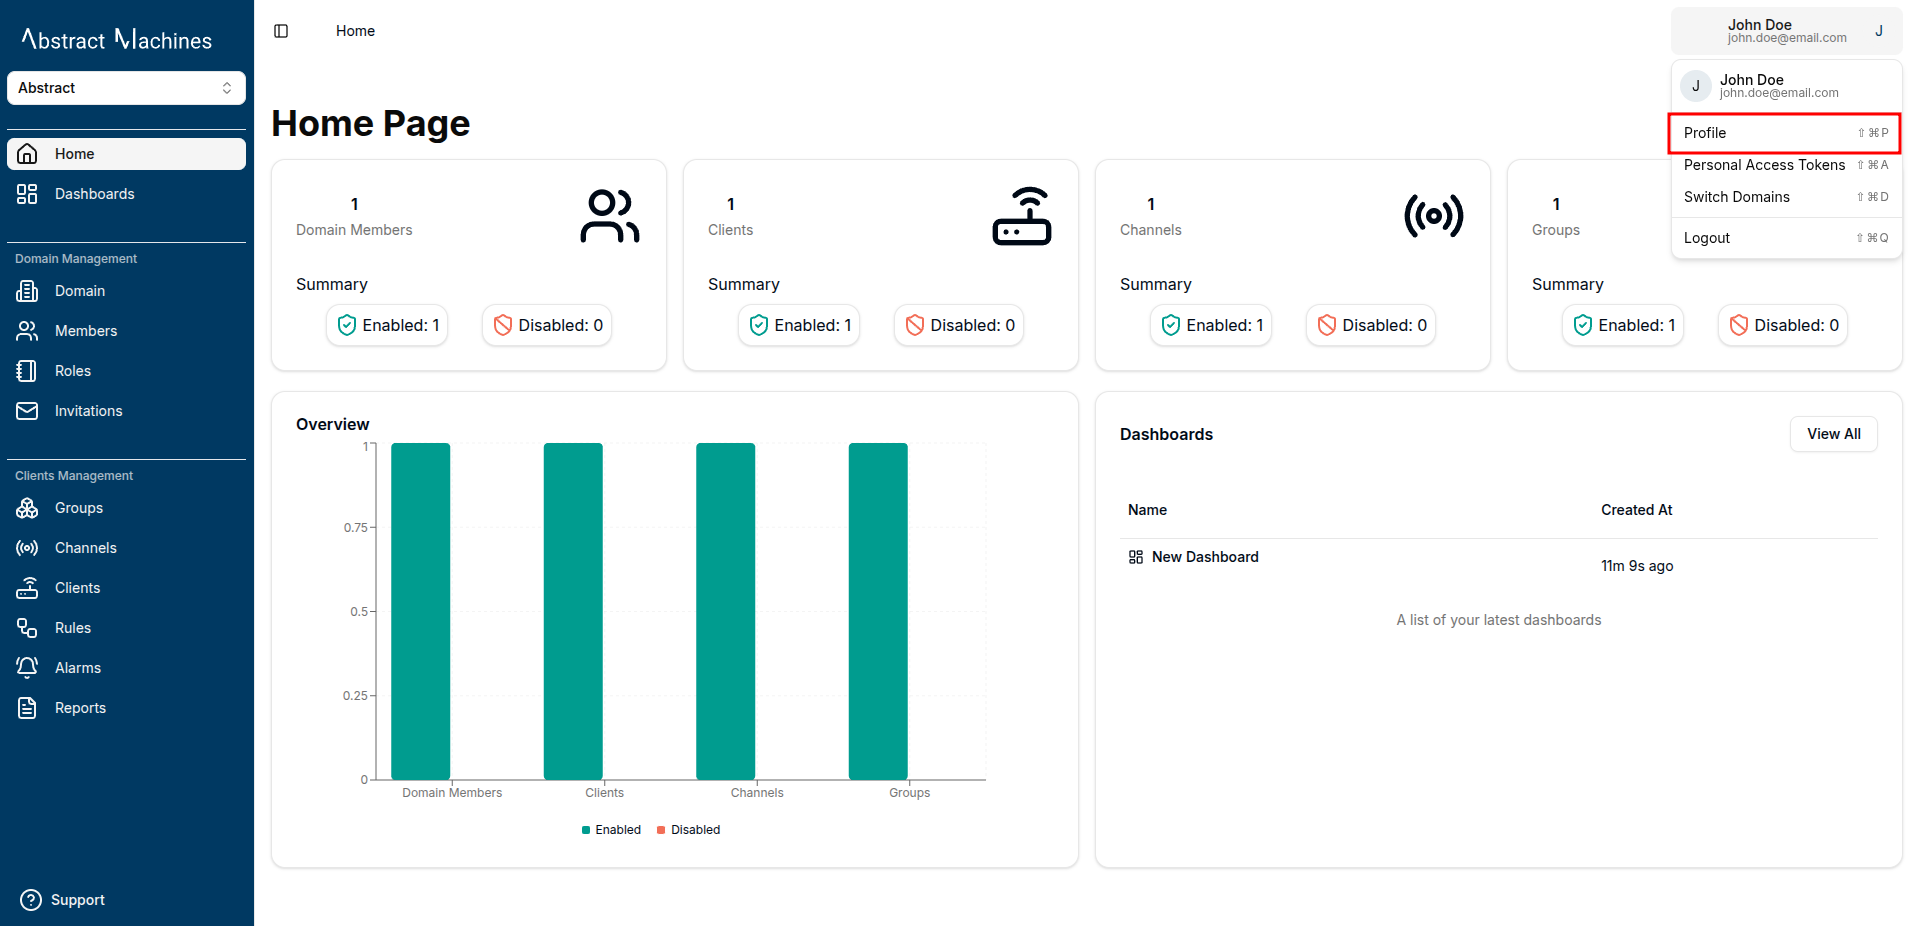 Abstract Machines
Abstract
Home
Dashboards
Domain Management
Domain
Members
Roles
Invitations
Clients Management
Groups
Channels
Clients
Rules
Alarms
Reports
Support
Home
John Doe
john.doe@email.com
J
J
John Doe
john.doe@email.com
Profile ⇧⌘P
Personal Access Tokens ⇧⌘A
Switch Domains ⇧⌘D
Logout ⇧⌘Q
Home Page
1
Domain Members
Summary
Enabled: 1
Disabled: 0
1
Clients
Summary
Enabled: 1
Disabled: 0
1
Channels
Summary
Enabled: 1
Disabled: 0
1
Groups
Summary
Enabled: 1
Disabled: 0
Overview
1
0.75
0.5
0.25
0
Domain Members Clients Channels Groups
Enabled Disabled
Dashboards
View All
Name Created At
New Dashboard 11m 9s ago
A list of your latest dashboards